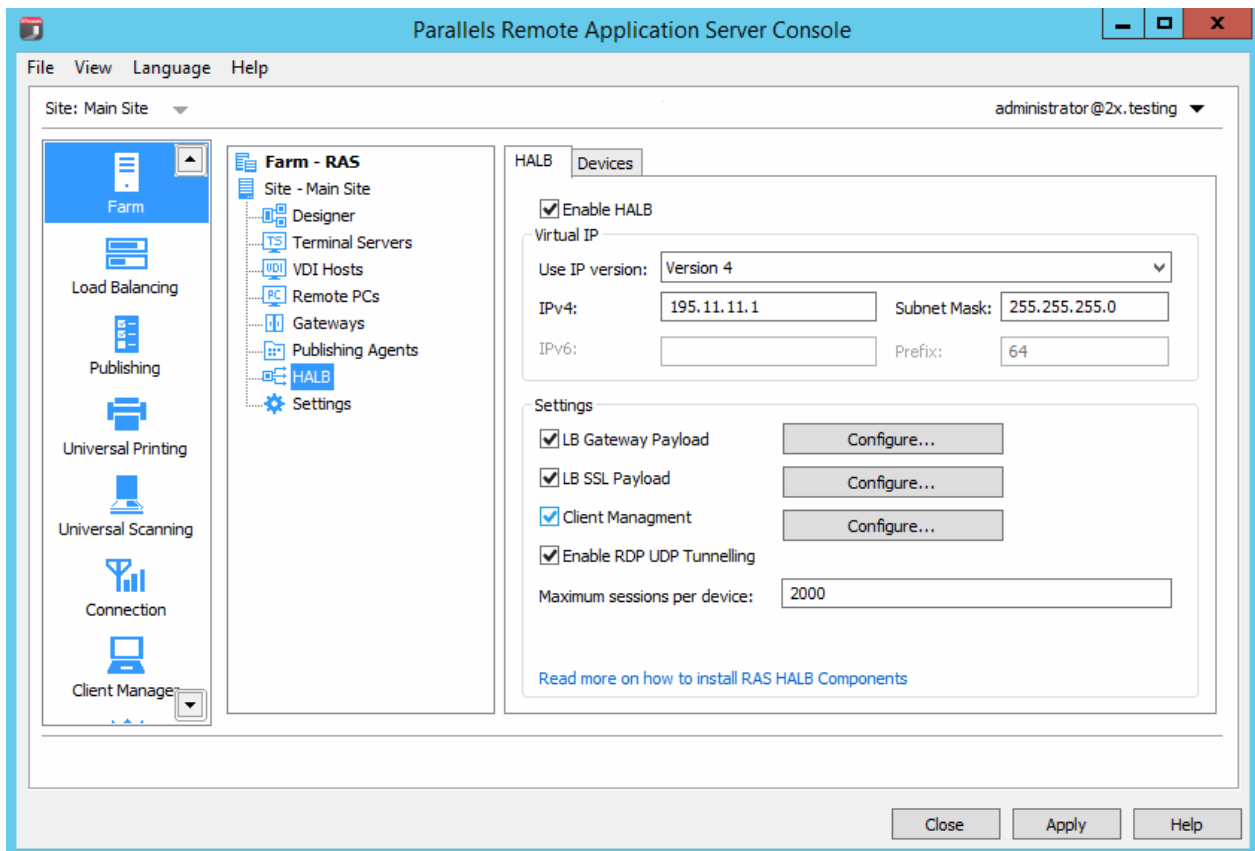 Parallels Remote Application Server Console
File View Language Help
Site: Main Site
administrator@2x.testing
Farm
Load Balancing
Publishing
Universal Printing
Universal Scanning
Connection
Client Manage
Farm - RAS
Site - Main Site
Designer
TS Terminal Servers
VDI VDI Hosts
PC Remote PCs
Gateways
Publishing Agents
HALB
Settings
HALB Devices
Enable HALB
Virtual IP
Use IP version: Version 4
IPv4: 195.11.11.1 Subnet Mask: 255.255.255.0
IPv6: Prefix: 64
Settings
LB Gateway Payload Configure...
LB SSL Payload Configure...
Client Managment Configure...
Enable RDP UDP Tunnelling
Maximum sessions per device: 2000
Read more on how to install RAS HALB Components
Close Apply Help